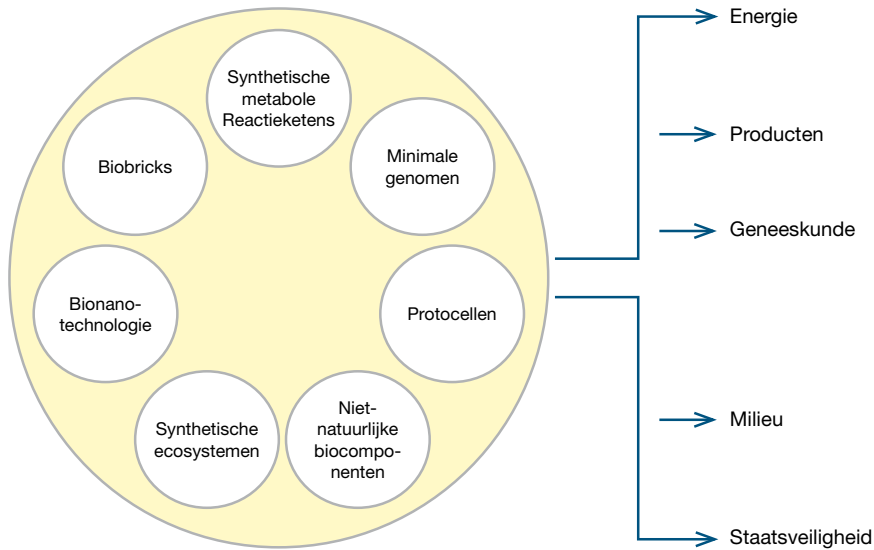 Synthetische
metabole
Reactieketens
Biobricks
Minimale
genomen
Bionano-
technologie
Protocellen
Synthetische
ecosystemen
Niet-
natuurlijke
biocompo-
nenten
Energie
Producten
Geneeskunde
Milieu
Staatsveiligheid